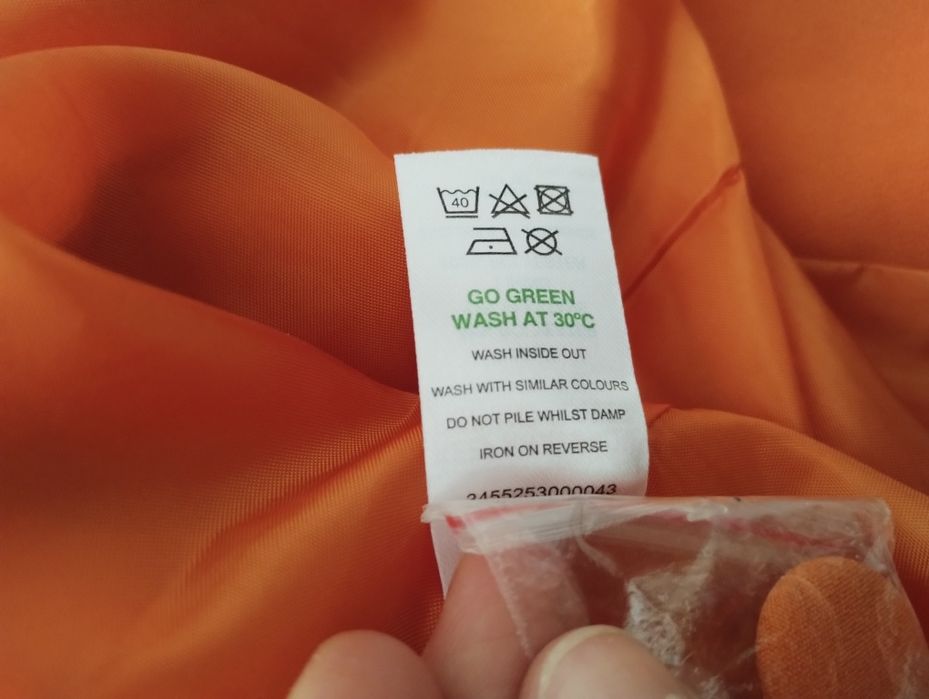 40
GO GREEN
WASH AT 30°C
WASH INSIDE OUT
WASH WITH SIMILAR COLOURS
DO NOT PILE WHILST DAMP
IRON ON REVERSE
3455253000043